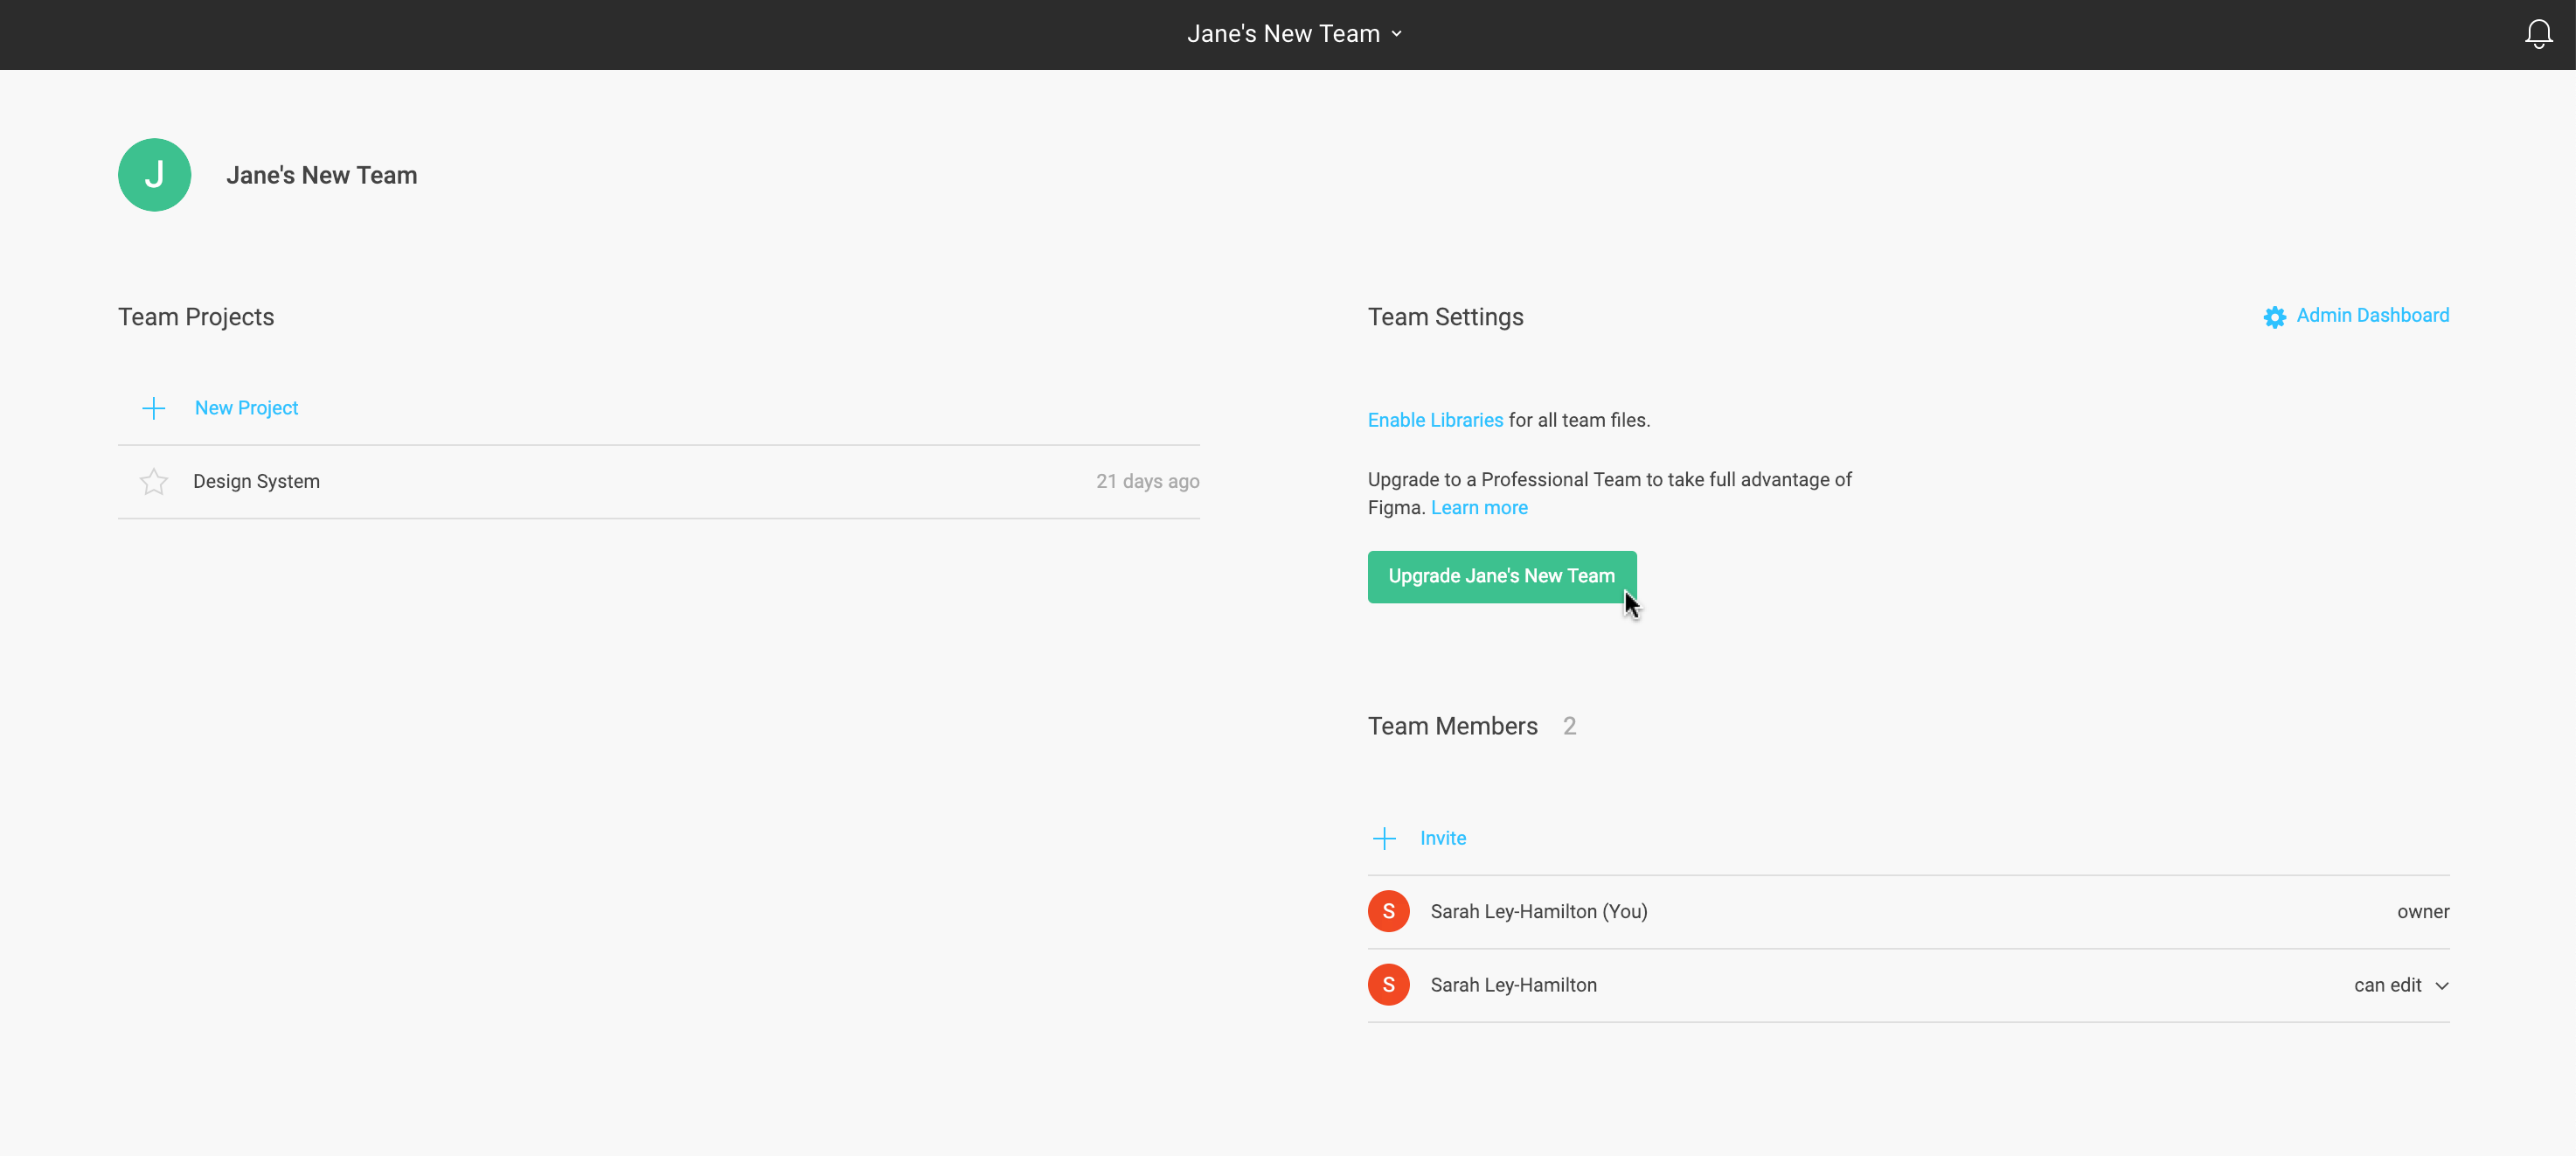 Jane's New Team
J
Jane's New Team
Team Projects
New Project
Design System 21 days ago
Team Settings
Admin Dashboard
Enable Libraries for all team files.
Upgrade to a Professional Team to take full advantage of
Figma. Learn more
Upgrade Jane's New Team
Team Members 2
Invite
S Sarah Ley-Hamilton (You) owner
S Sarah Ley-Hamilton can edit